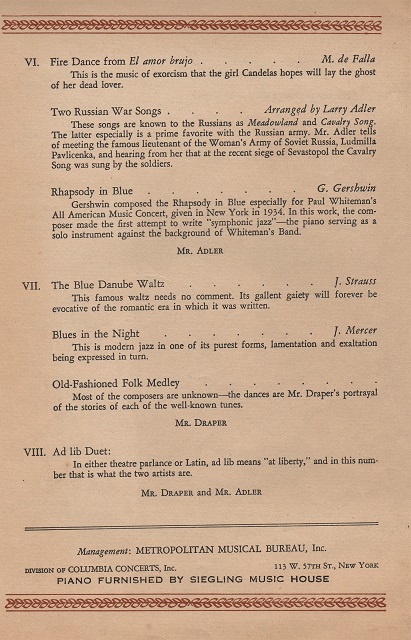 VI. Fire Dance from El amor brujo . . . . . M. de Falla
This is the music of exorcism that the girl Candelas hopes will lay the ghost
of her dead lover.
Two Russian War Songs . . . . Arranged by Larry Adler
These songs are known to the Russians as Meadowland and Cavalry Song.
The latter especially is a prime favorite with the Russian army. Mr. Adler tells
of meeting the famous lieutenant of the Woman's Army of Soviet Russia, Ludmilla
Pavlicenka, and hearing from her that at the recent siege of Sevastopol the Cavalry
Song was sung by the soldiers.
Rhapsody in Blue . . . . . . . G. Gershwin
Gershwin composed the Rhapsody in Blue especially for Paul Whiteman's
All American Music Concert, given in New York in 1934. In this work, the com-
poser made the first attempt to write "symphonic jazz"—the piano serving as a
solo instrument against the background of Whiteman's Band.
MR. ADLER
VII. The Blue Danube Waltz . . . . . . J. Strauss
This famous waltz needs no comment. Its gallent gaiety will forever be
evocative of the romantic era in which it was written.
Blues in the Night . . . . . . . J. Mercer
This is modern jazz in one of its purest forms, lamentation and exaltation
being expressed in turn.
Old-Fashioned Folk Medley . . . . . . .
Most of the composers are unknown—the dances are Mr. Draper's portrayal
of the stories of each of the well-known tunes.
MR. DRAPER
VIII. Ad lib Duet:
In either theatre parlance or Latin, ad lib means "at liberty," and in this num-
ber that is what the two artists are.
MR. DRAPER AND MR. ADLER
Management: METROPOLITAN MUSICAL BUREAU, Inc.
DIVISION OF COLUMBIA CONCERTS, Inc. 113 W. 57TH ST., NEW YORK
PIANO FURNISHED BY SIEGLING MUSIC HOUSE